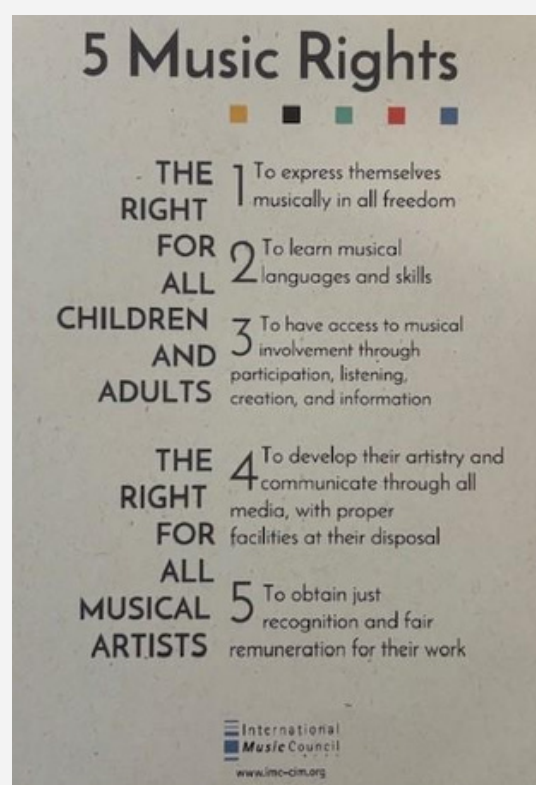 5 Music Rights
THE RIGHT FOR ALL CHILDREN AND ADULTS
1 To express themselves
musically in all freedom
2 To learn musical
languages and skills
3 To have access to musical
involvement through
participation, listening,
creation, and information
THE RIGHT FOR ALL MUSICAL ARTISTS
4 To develop their artistry and
communicate through all
media, with proper
facilities at their disposal
5 To obtain just
recognition and fair
remuneration for their work
International
Music Council
www.imc-cim.org